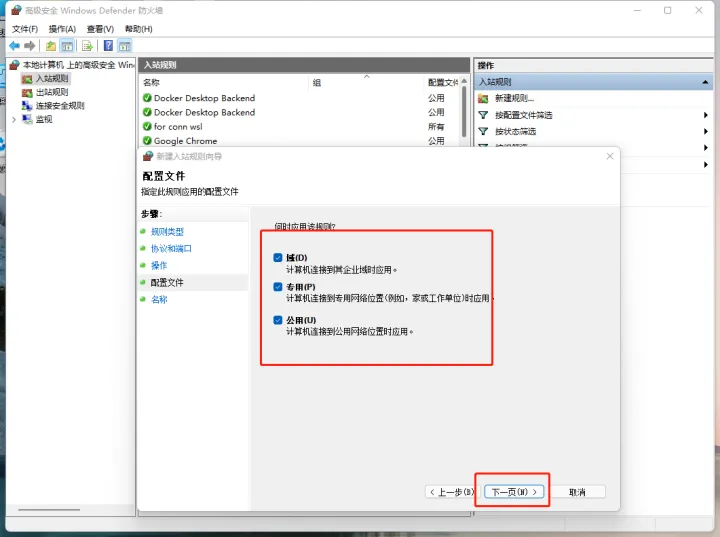 高级安全 Windows Defender 防火墙
文件(F) 操作(A) 查看(V) 帮助(H)
本地计算机 上的高级安全 Win
入站规则
出站规则
连接安全规则
监视
入站规则
名称 组 配置文件
Docker Desktop Backend 公用
Docker Desktop Backend 公用
for conn wsl 所有
Google Chrome 公用
操作
入站规则
新建规则...
按配置文件筛选
按状态筛选
新建入站规则向导
配置文件
指定此规则应用的配置文件
步骤:
规则类型
协议和端口
操作
配置文件
名称
何时应用该规则?
域(D)
计算机连接到其企业域时应用。
专用(P)
计算机连接到专用网络位置(例如,家或工作单位)时应用。
公用(U)
计算机连接到公用网络位置时应用。
< 上一步(B) 下一页(N) > 取消